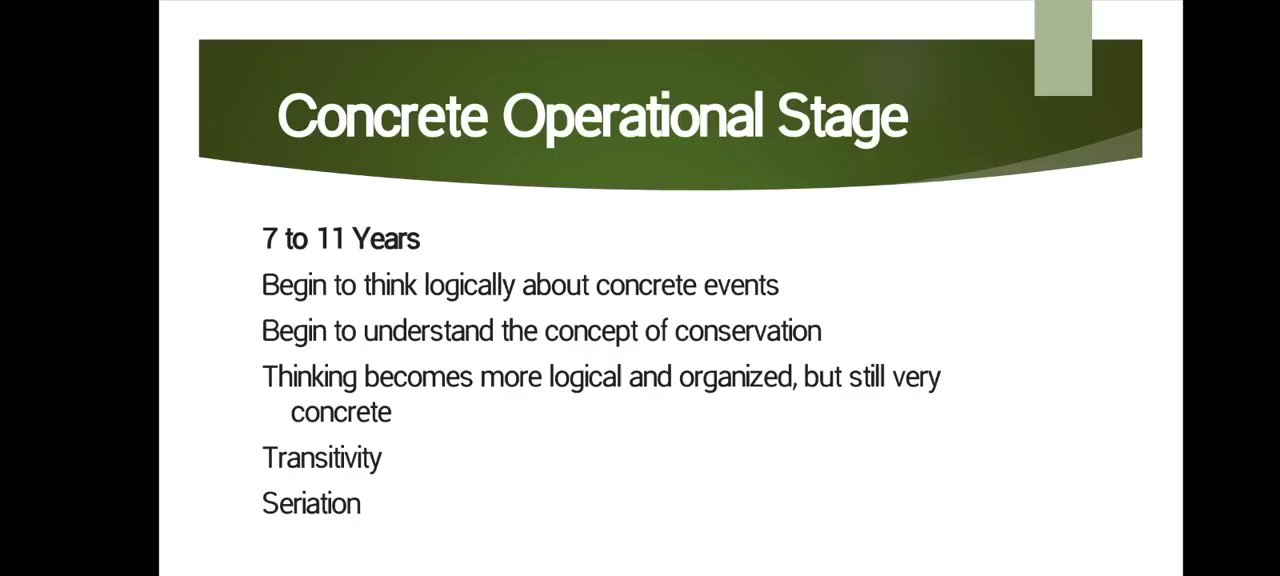 Concrete Operational Stage
7 to 11 Years
Begin to think logically about concrete events
Begin to understand the concept of conservation
Thinking becomes more logical and organized, but still very
concrete
Transitivity
Seriation